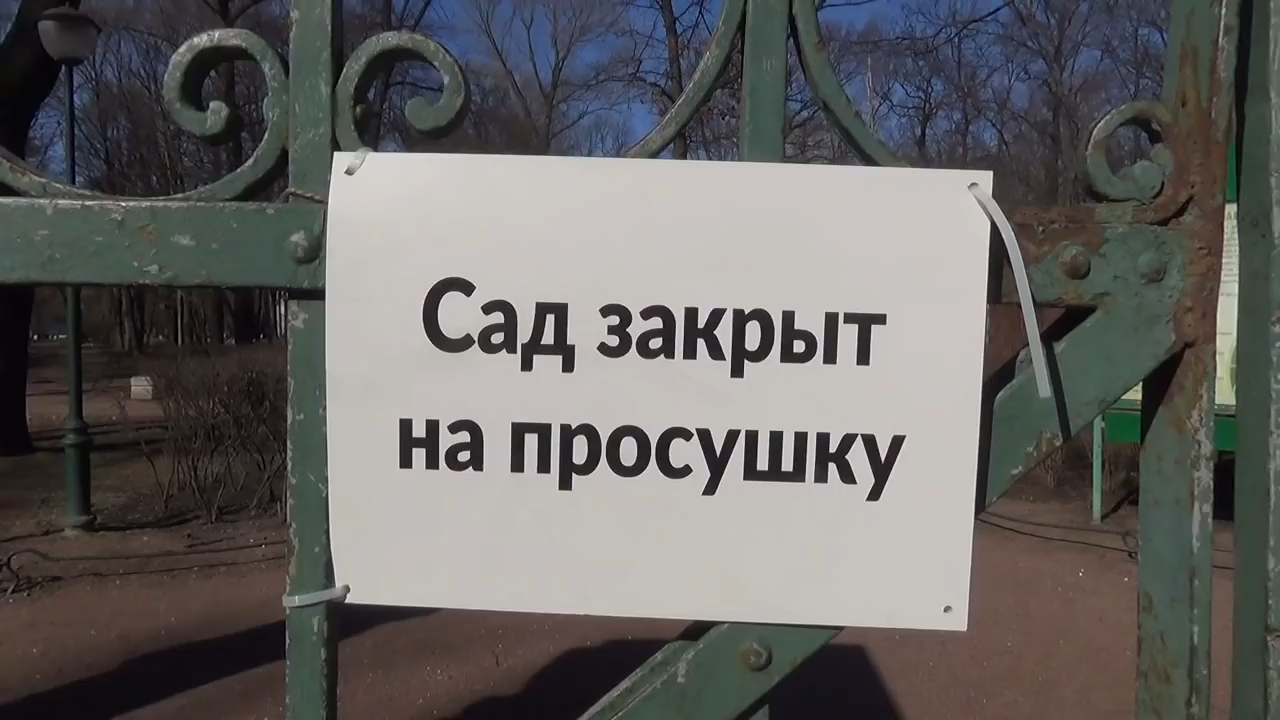 Сад закрыт
на просушку